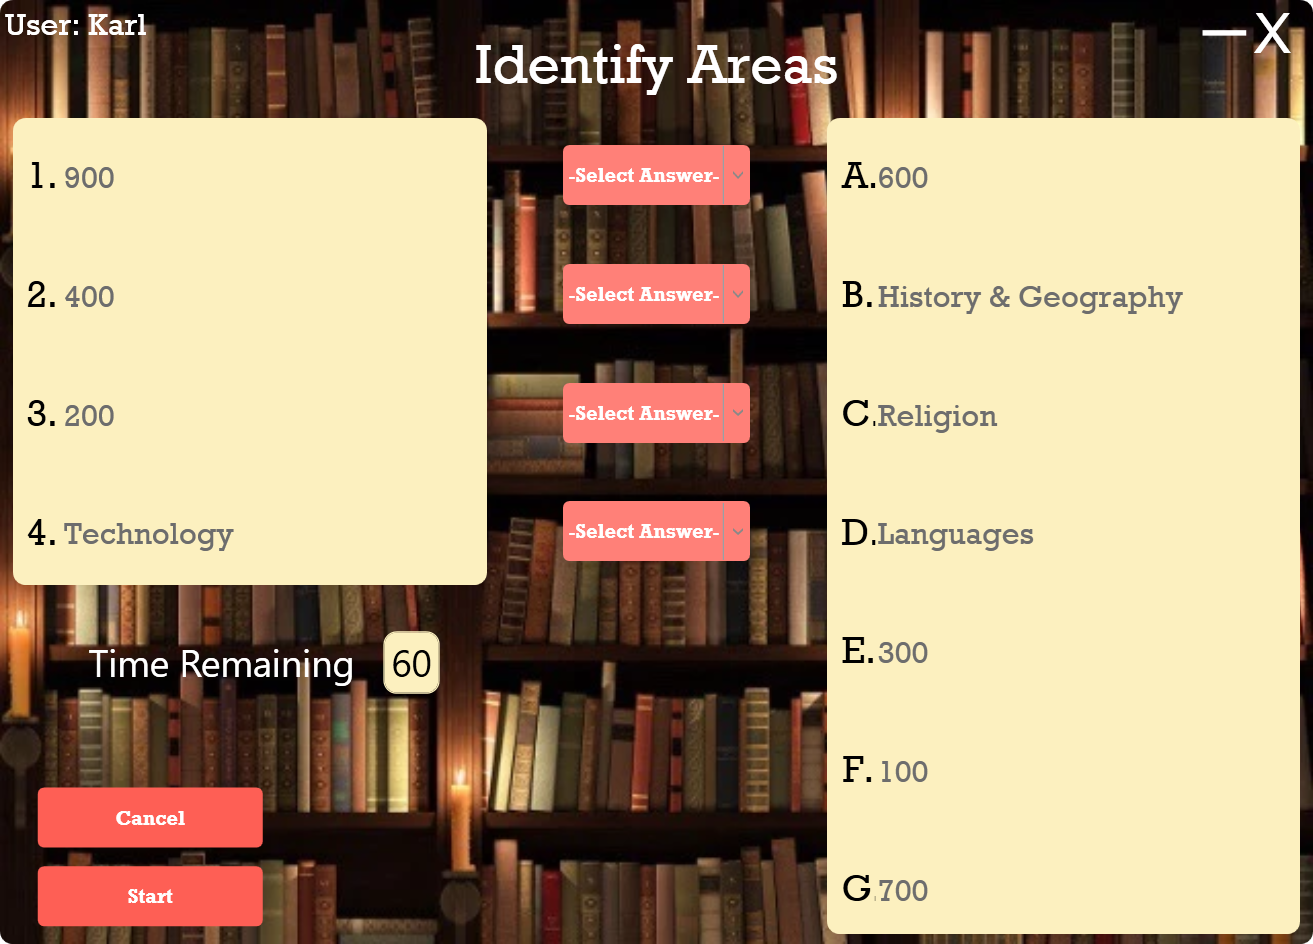 User: Karl
— X
Identify Areas
1. 900
-Select Answer-
A. 600
2. 400
-Select Answer-
B. History & Geography
3. 200
-Select Answer-
C. Religion
4. Technology
-Select Answer-
D. Languages
E. 300
Time Remaining 60
F. 100
Cancel
G. 700
Start